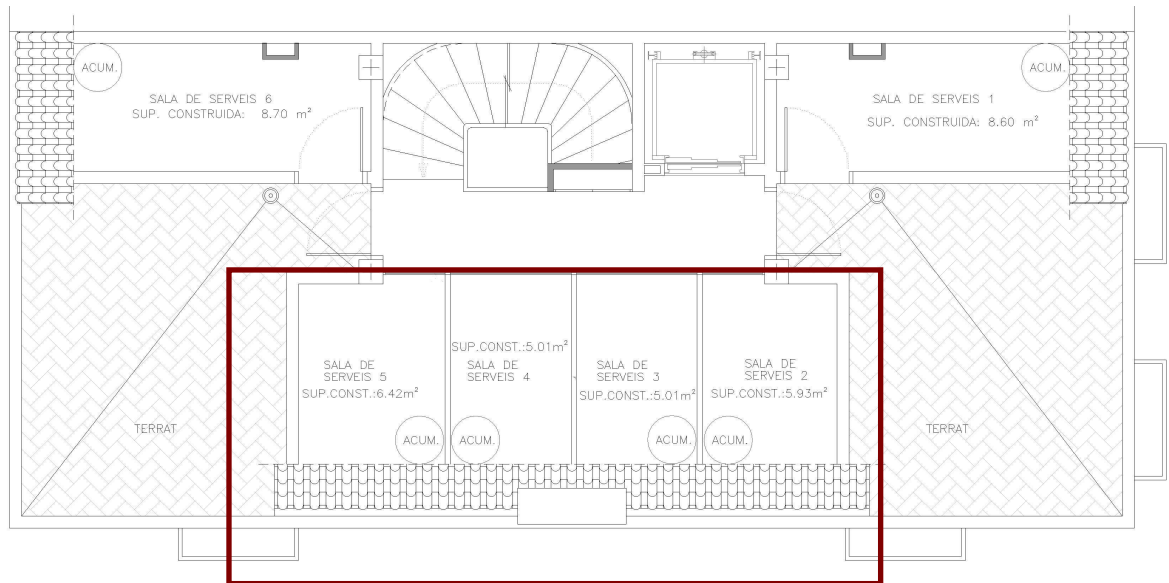 ACUM.
SALA DE SERVEIS 6
SUP. CONSTRUIDA: 8.70 m²
ACUM.
SALA DE SERVEIS 1
SUP. CONSTRUIDA: 8.60 m²
SALA DE
SERVEIS 5
SUP.CONST.:6.42m²
ACUM.
SUP.CONST.:5.01m²
SALA DE
SERVEIS 4
ACUM.
SALA DE
SERVEIS 3
SUP.CONST.:5.01m²
ACUM.
SALA DE
SERVEIS 2
SUP.CONST.:5.93m²
ACUM.
TERRAT
TERRAT